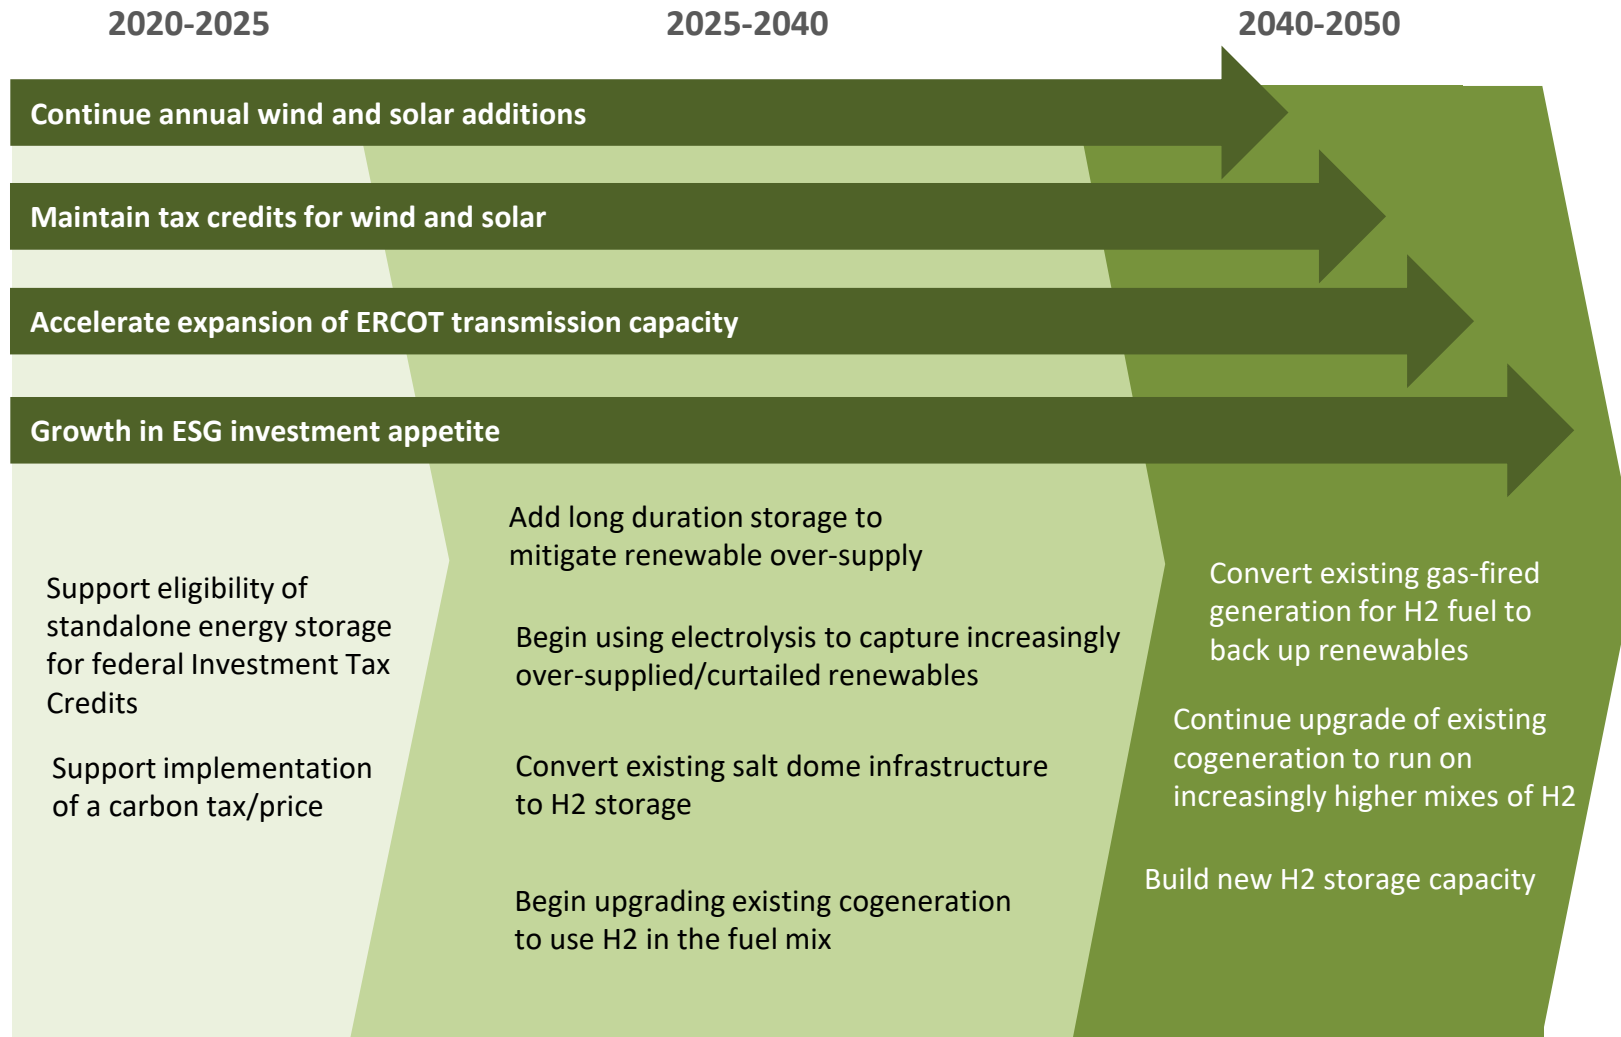 2020-2025
2025-2040
2040-2050
Continue annual wind and solar additions
Maintain tax credits for wind and solar
Accelerate expansion of ERCOT transmission capacity
Growth in ESG investment appetite
Support eligibility of
standalone energy storage
for federal Investment Tax
Credits
Support implementation
of a carbon tax/price
Add long duration storage to
mitigate renewable over-supply
Begin using electrolysis to capture increasingly
over-supplied/curtailed renewables
Convert existing salt dome infrastructure
to H2 storage
Begin upgrading existing cogeneration
to use H2 in the fuel mix
Convert existing gas-fired
generation for H2 fuel to
back up renewables
Continue upgrade of existing
cogeneration to run on
increasingly higher mixes of H2
Build new H2 storage capacity